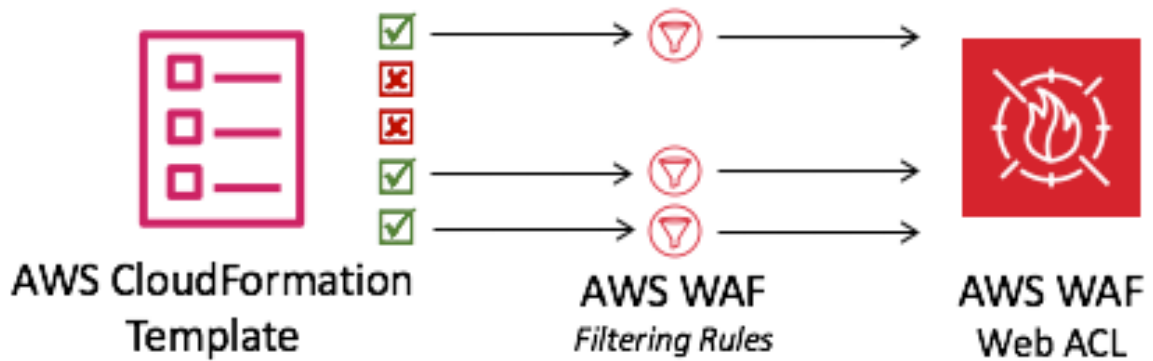 AWS CloudFormation
Template
AWS WAF
Filtering Rules
AWS WAF
Web ACL